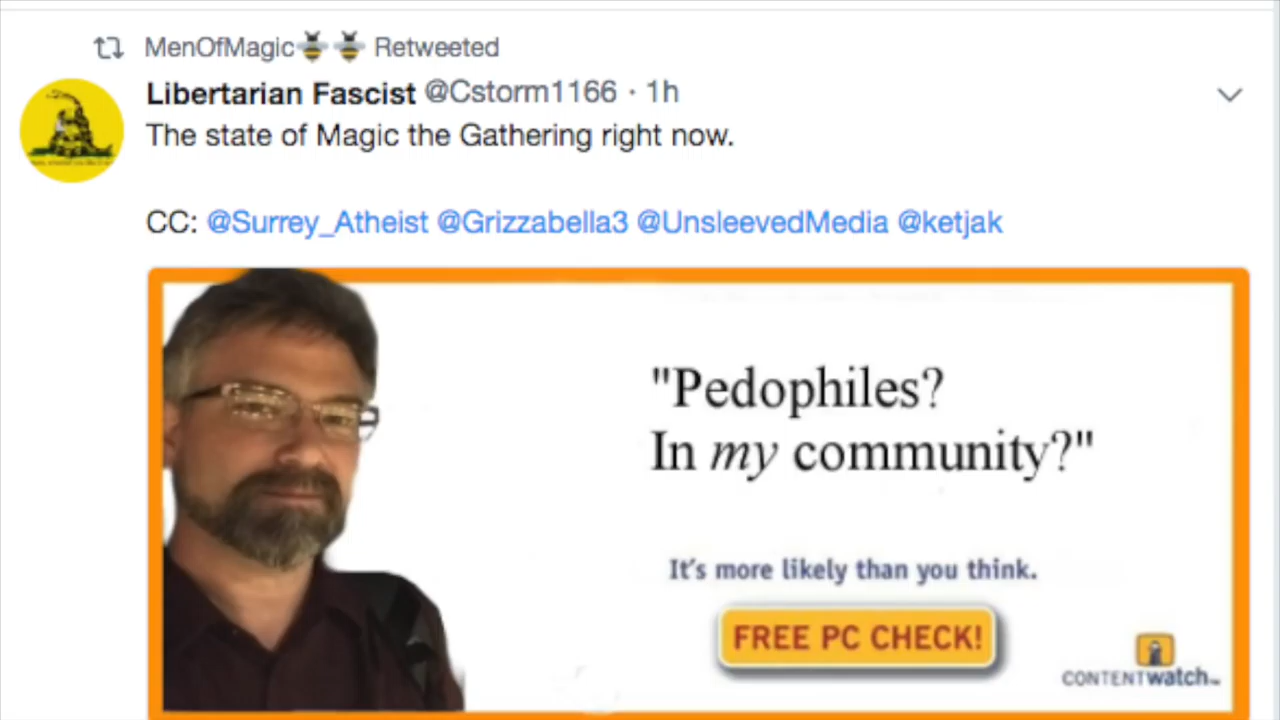 MenOfMagic🐝 🐝 Retweeted
Libertarian Fascist @Cstorm1166 · 1h
The state of Magic the Gathering right now.
CC: @Surrey_Atheist @Grizzabella3 @UnsleevedMedia @ketjak
"Pedophiles?
In my community?"
It's more likely than you think.
FREE PC CHECK!
CONTENTwatch